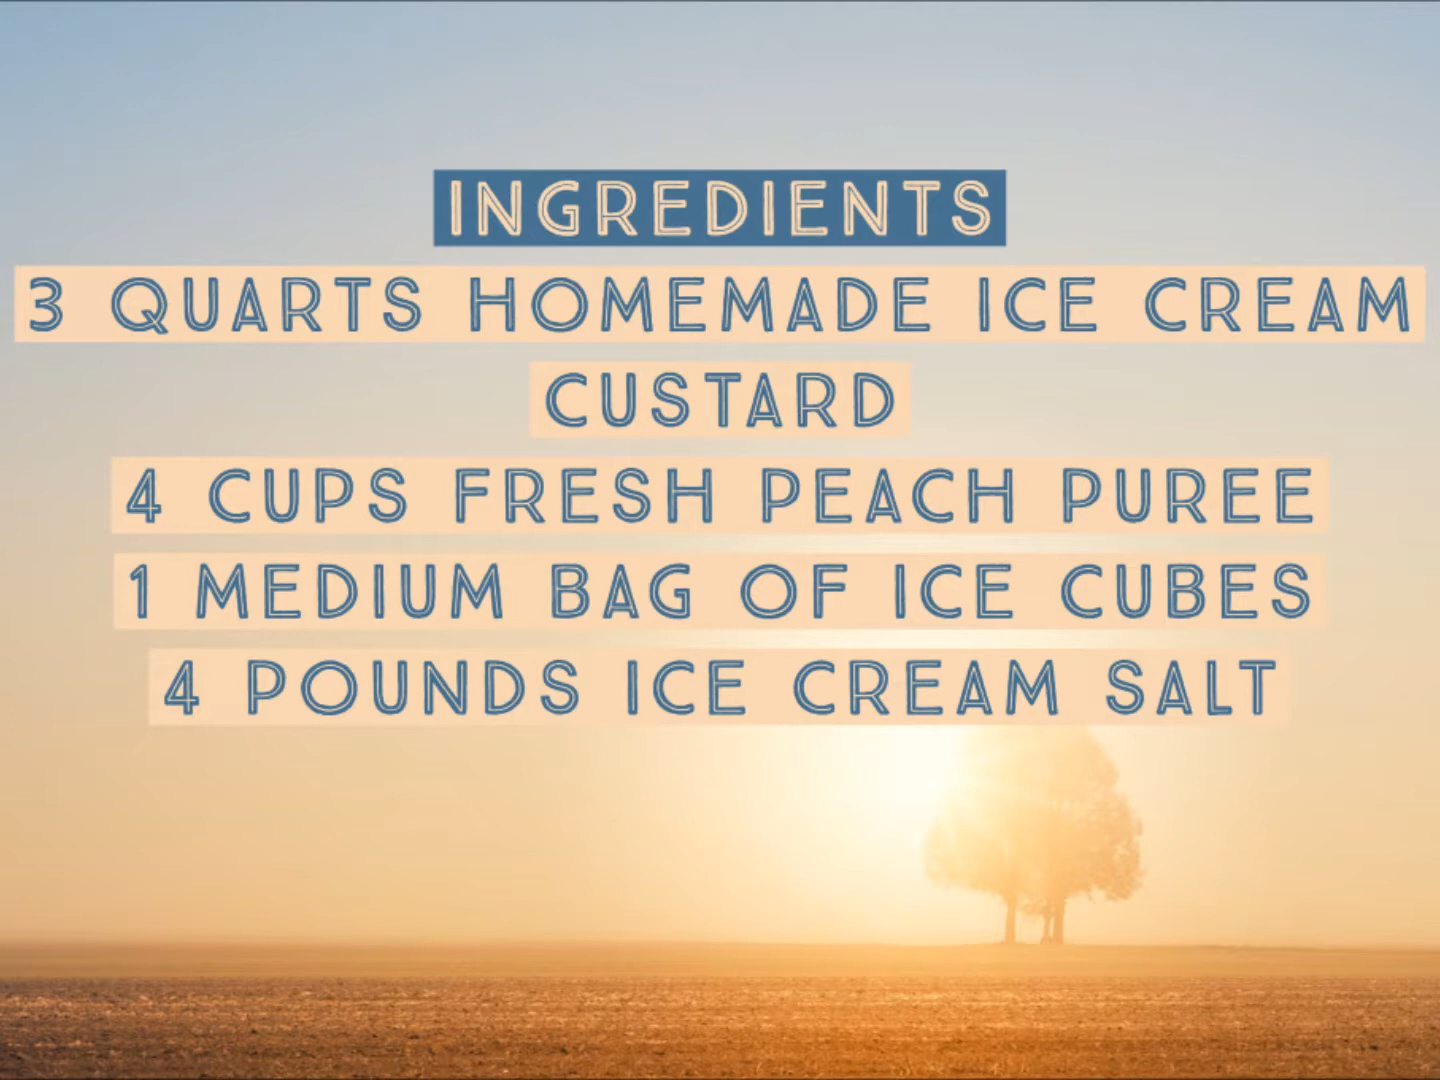 INGREDIENTS
3 QUARTS HOMEMADE ICE CREAM
CUSTARD
4 CUPS FRESH PEACH PUREE
1 MEDIUM BAG OF ICE CUBES
4 POUNDS ICE CREAM SALT